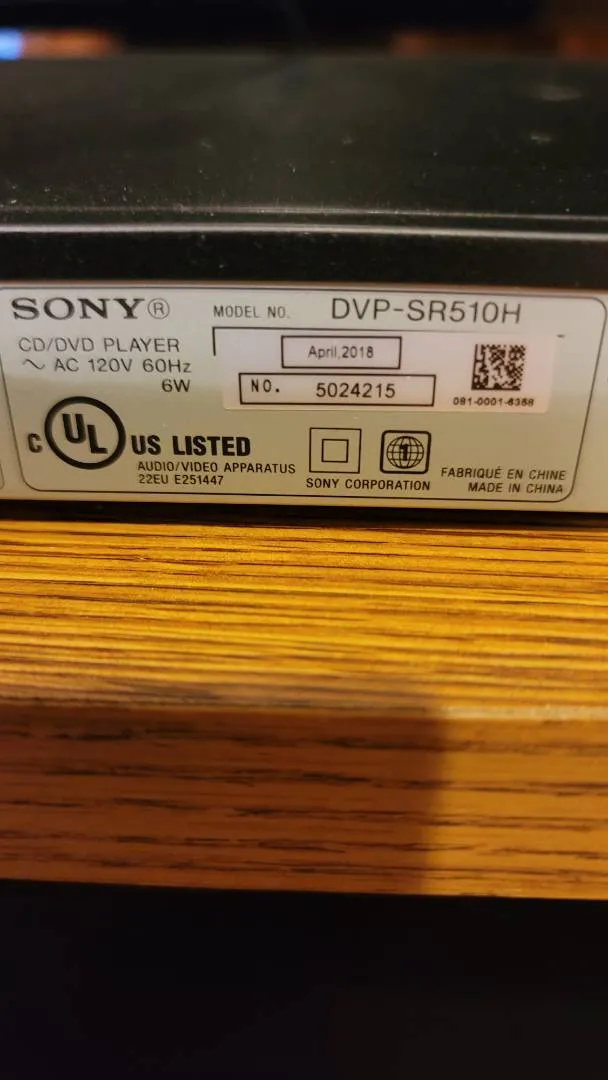 SONY®
MODEL NO. DVP-SR510H
CD/DVD PLAYER
~ AC 120V 60Hz
6W
April,2018
NO. 5024215
081-0001-6358
C UL US LISTED
AUDIO/VIDEO APPARATUS
22EU E251447
1
SONY CORPORATION
FABRIQUÉ EN CHINE
MADE IN CHINA